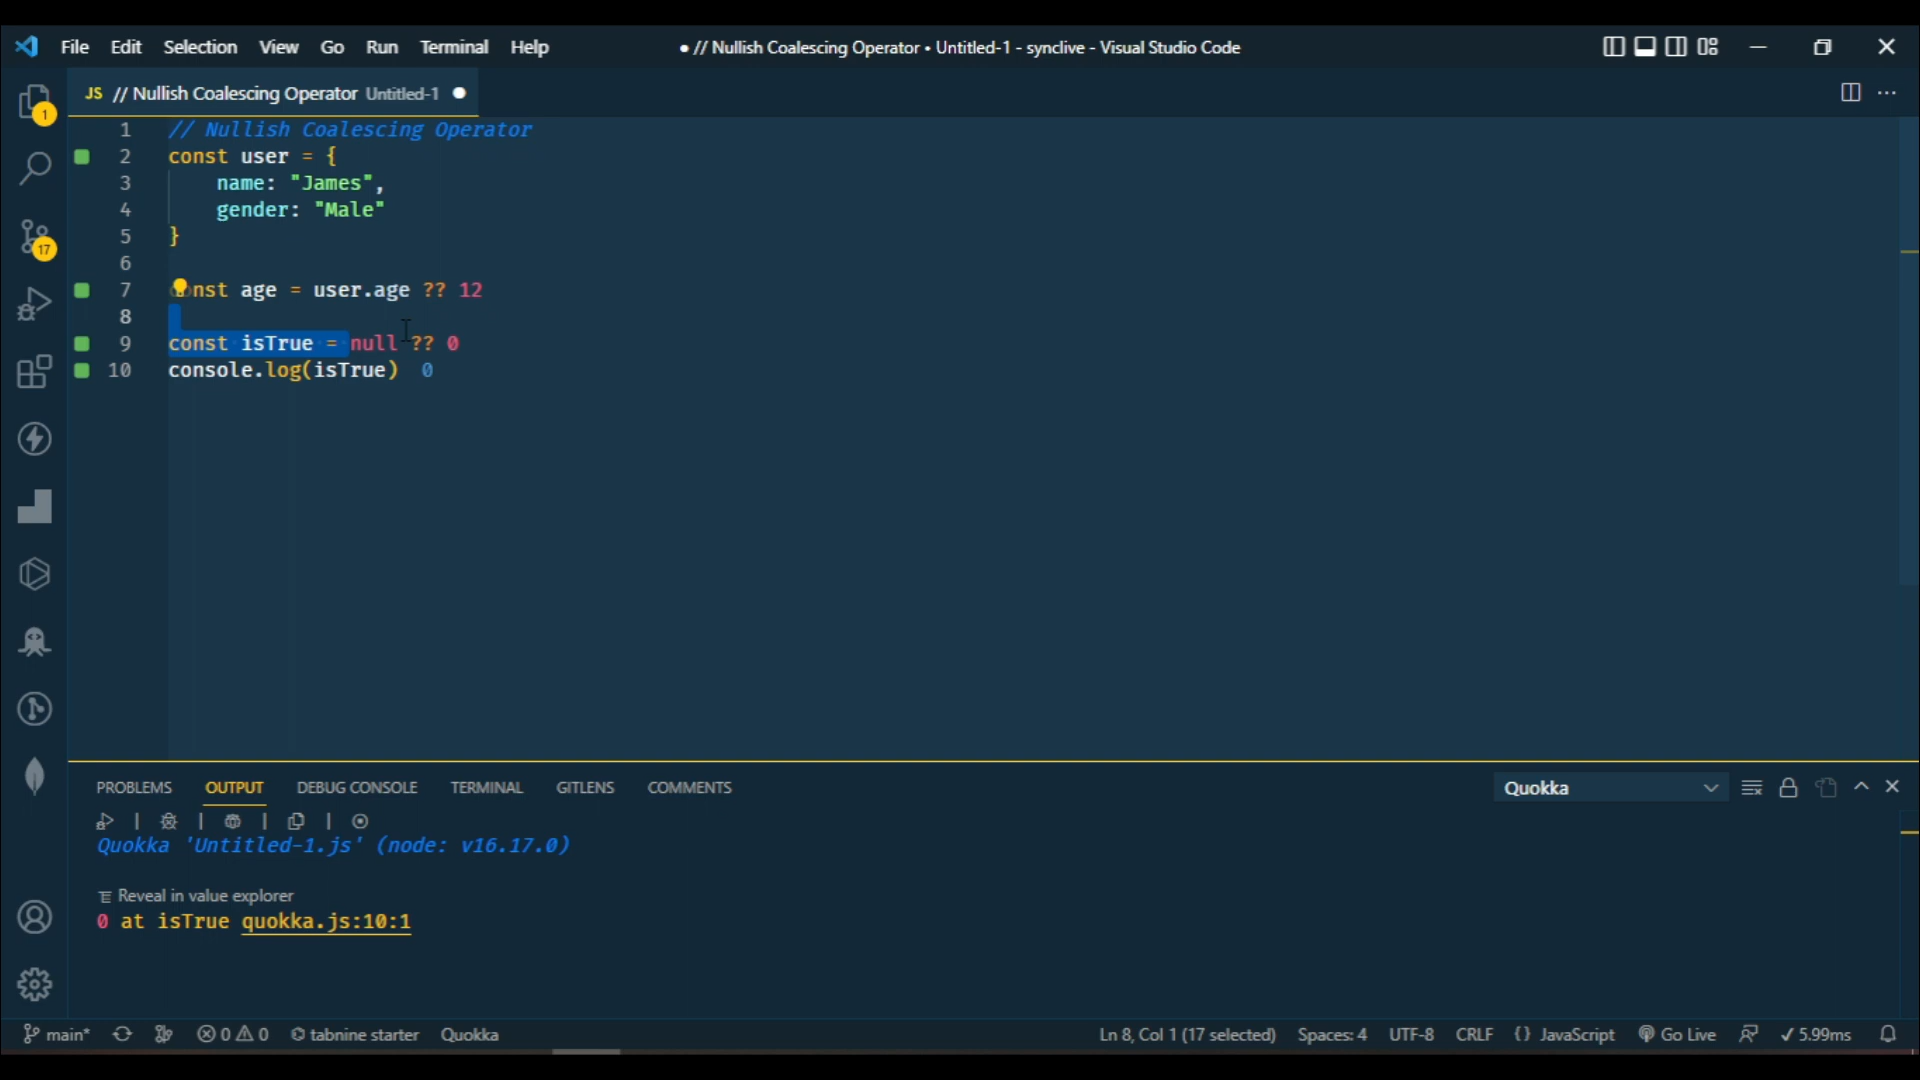 File Edit Selection View Go Run Terminal Help
● // Nullish Coalescing Operator • Untitled-1 - synclive - Visual Studio Code
JS // Nullish Coalescing Operator Untitled-1 ●
1
17
1 // Nullish Coalescing Operator
2 const user = {
3 name: "James",
4 gender: "Male"
5 }
6
7 const age = user.age ?? 12
8
9 const isTrue = null ?? 0
10 console.log(isTrue) 0
PROBLEMS OUTPUT DEBUG CONSOLE TERMINAL GITLENS COMMENTS
Quokka
Quokka 'Untitled-1.js' (node: v16.17.0)
Reveal in value explorer
0 at isTrue quokka.js:10:1
main* 0 0 tabnine starter Quokka
Ln 8, Col 1 (17 selected) Spaces: 4 UTF-8 CRLF {} JavaScript Go Live ✓ 5.99ms